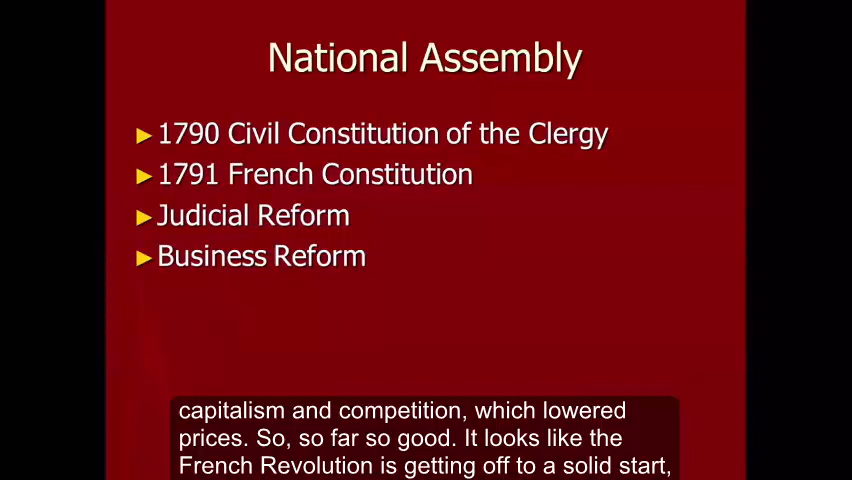 National Assembly
►1790 Civil Constitution of the Clergy
►1791 French Constitution
►Judicial Reform
►Business Reform
capitalism and competition, which lowered
prices. So, so far so good. It looks like the
French Revolution is getting off to a solid start,